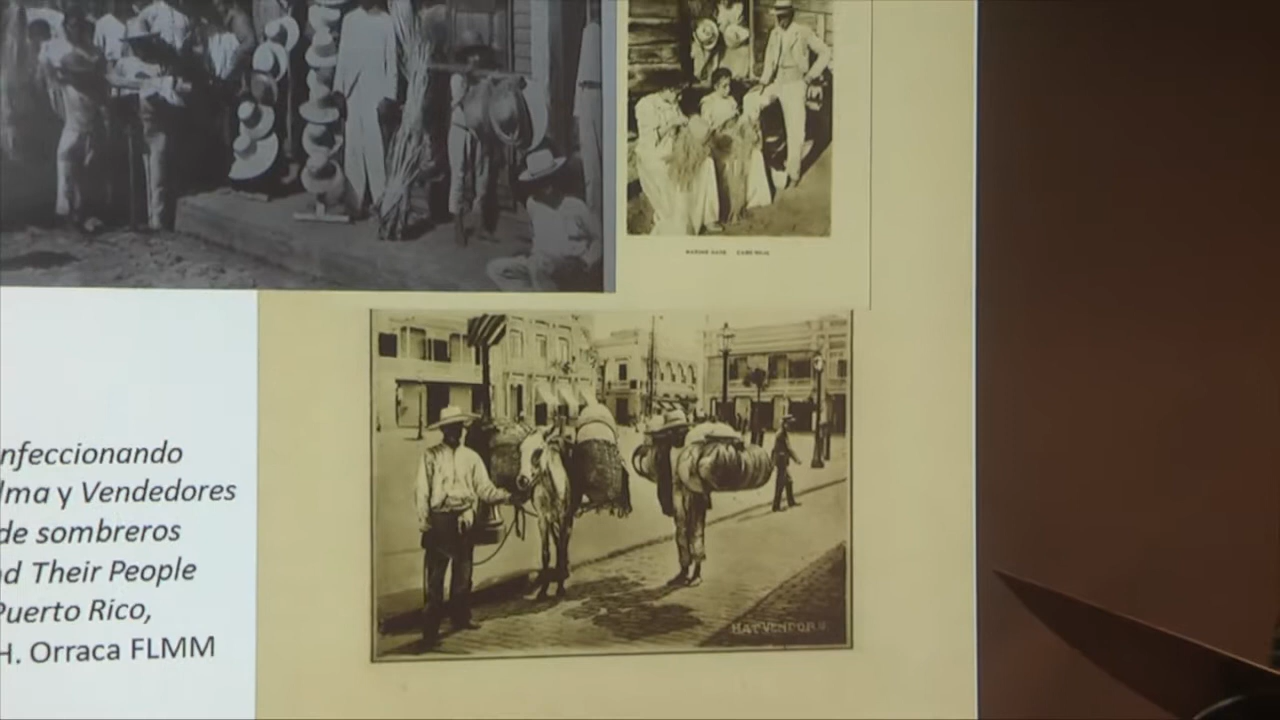 nfeccionando
lma y Vendedores
de sombreros
d Their People
Puerto Rico,
H. Orraca FLMM
HAT VENDORS.